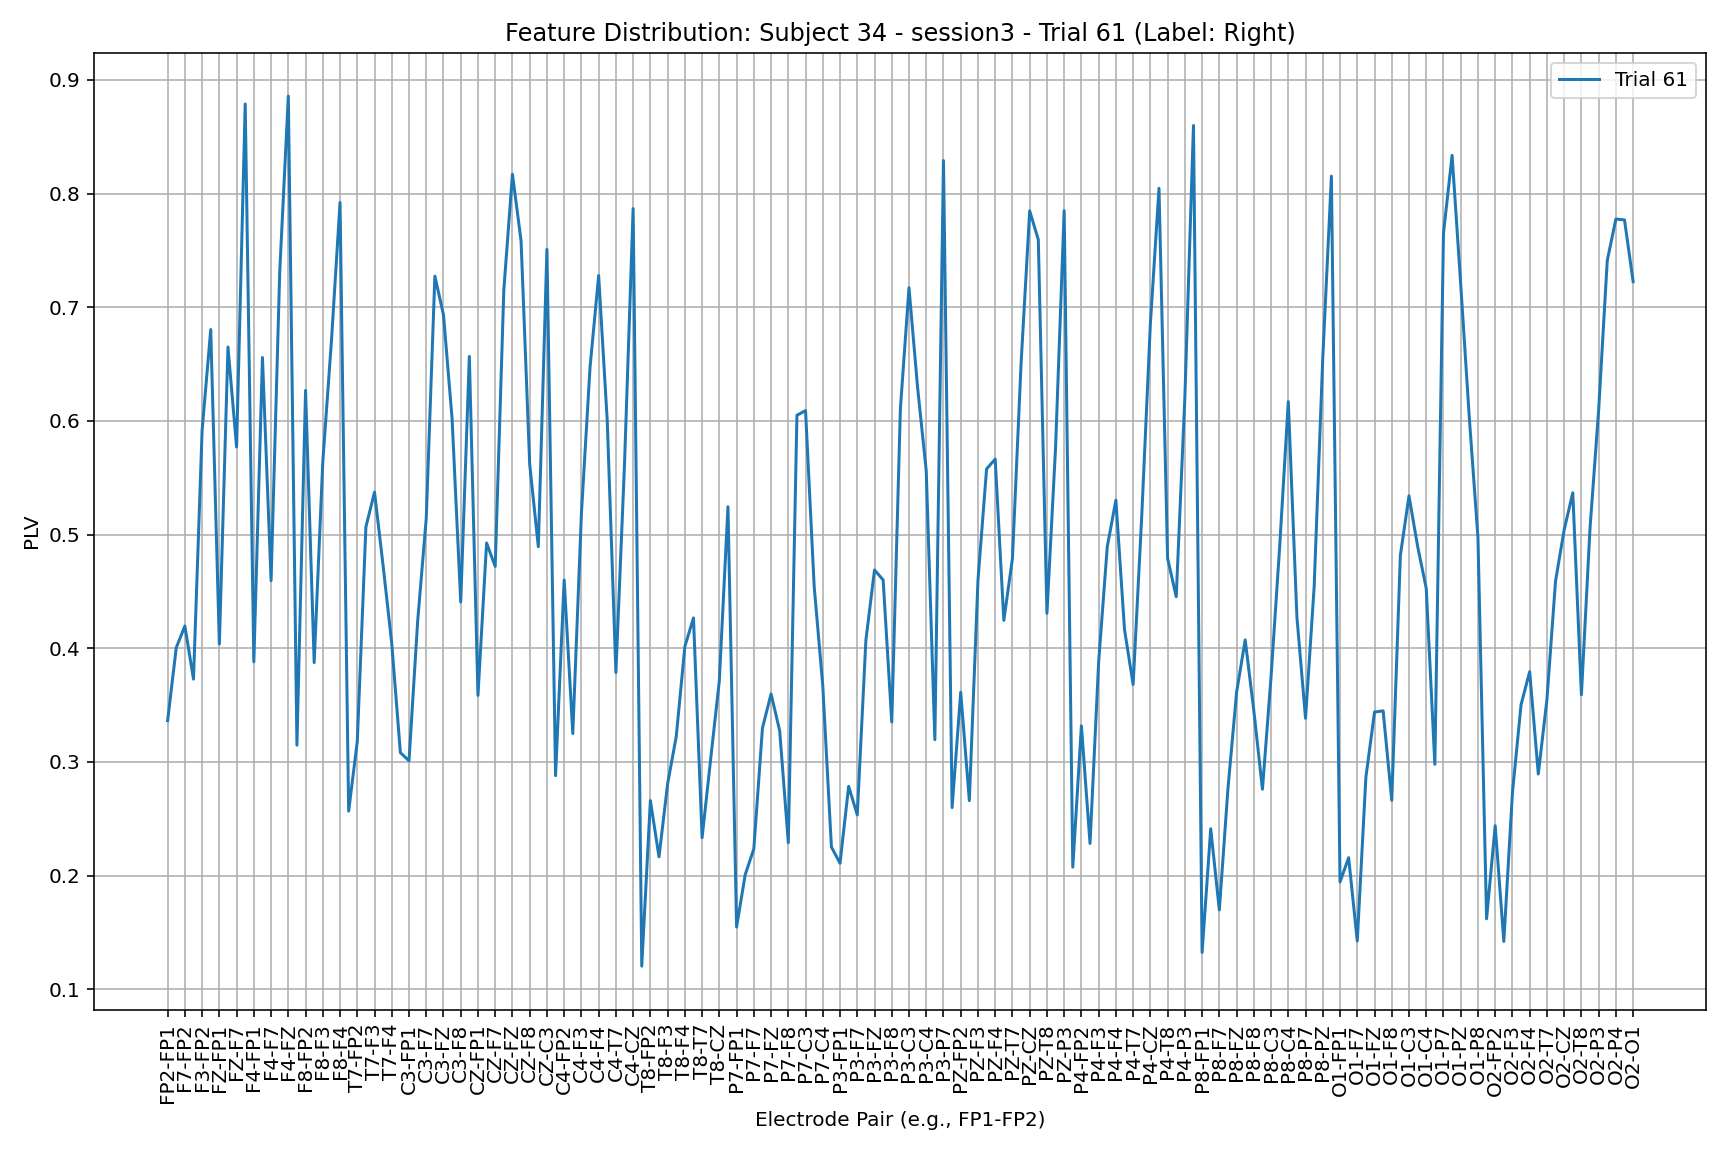 Feature Distribution: Subject 34 - session3 - Trial 61 (Label: Right)
Trial 61
PLV
0.9
0.8
0.7
0.6
0.5
0.4
0.3
0.2
0.1
FP2-FP1
F7-FP2
F3-FP2
FZ-FP1
FZ-F7
F4-FP1
F4-F7
F4-FZ
F8-FP2
F8-F3
F8-F4
T7-FP2
T7-F3
T7-F4
C3-FP1
C3-F7
C3-FZ
C3-F8
CZ-FP1
CZ-F7
CZ-FZ
CZ-F8
CZ-C3
C4-FP2
C4-F3
C4-F4
C4-T7
C4-CZ
T8-FP2
T8-F3
T8-F4
T8-T7
T8-CZ
P7-FP1
P7-F7
P7-FZ
P7-F8
P7-C3
P7-C4
P3-FP1
P3-F7
P3-FZ
P3-F8
P3-C3
P3-C4
P3-P7
PZ-FP2
PZ-F3
PZ-F4
PZ-T7
PZ-CZ
PZ-T8
PZ-P3
P4-FP2
P4-F3
P4-F4
P4-T7
P4-CZ
P4-T8
P4-P3
P8-FP1
P8-F7
P8-FZ
P8-F8
P8-C3
P8-C4
P8-P7
P8-PZ
O1-FP1
O1-F7
O1-FZ
O1-F8
O1-C3
O1-C4
O1-P7
O1-PZ
O1-P8
O2-FP2
O2-F3
O2-F4
O2-T7
O2-CZ
O2-T8
O2-P3
O2-P4
O2-O1
Electrode Pair (e.g., FP1-FP2)